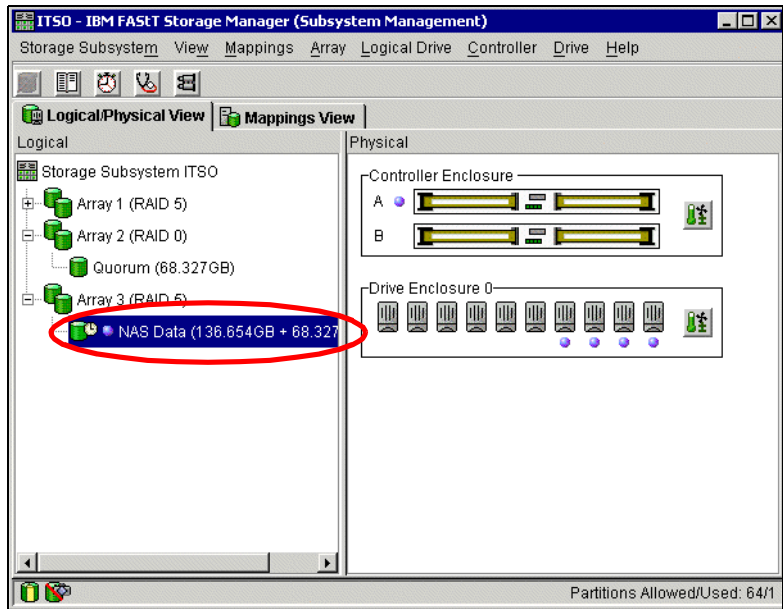 ITSO - IBM FAStT Storage Manager (Subsystem Management)
Storage Subsystem View Mappings Array Logical Drive Controller Drive Help
Logical/Physical View Mappings View
Logical
Storage Subsystem ITSO
Array 1 (RAID 5)
Array 2 (RAID 0)
Quorum (68.327GB)
Array 3 (RAID 5)
NAS Data (136.654GB + 68.327
Physical
Controller Enclosure
A
B
Drive Enclosure 0
Partitions Allowed/Used: 64/1